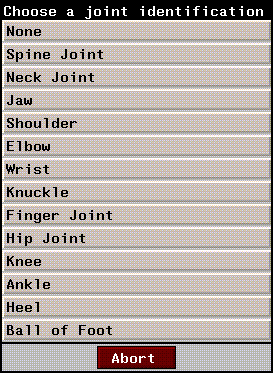 Choose a joint identification
None
Spine Joint
Neck Joint
Jaw
Shoulder
Elbow
Wrist
Knuckle
Finger Joint
Hip Joint
Knee
Ankle
Heel
Ball of Foot
Abort